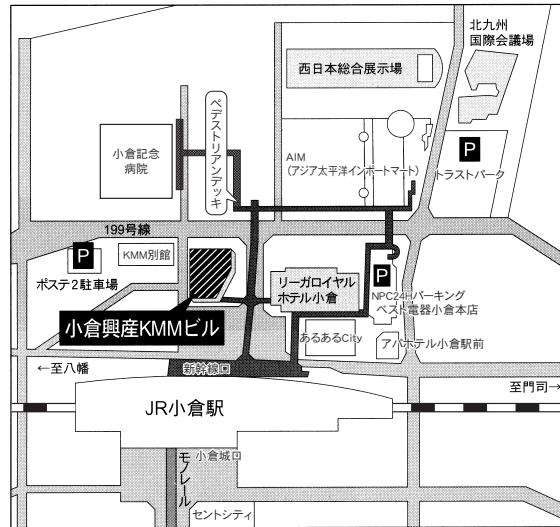 北九州
国際会議場
西日本総合展示場
ペデストリアンデッキ
小倉記念
病院
P
トラストパーク
AIM
(アジア太平洋インポートマート)
199号線
P
KMM別館
ポステ2駐車場
リーガロイヤル
ホテル小倉
P
NPC24Hパーキング
ベスト電器小倉本店
小倉興産KMMビル
あるあるCity
アパホテル小倉駅前
←至八幡
新幹線口
至門司→
JR小倉駅
小倉城口
モノレール
セントシティ